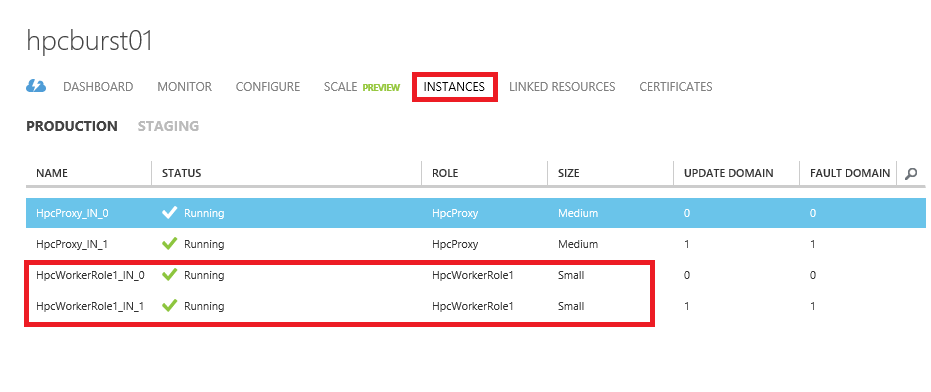 hpcburst01
DASHBOARD MONITOR CONFIGURE SCALE PREVIEW INSTANCES LINKED RESOURCES CERTIFICATES
PRODUCTION STAGING
NAME STATUS ROLE SIZE UPDATE DOMAIN FAULT DOMAIN
HpcProxy_IN_0 Running HpcProxy Medium 0 0
HpcProxy_IN_1 Running HpcProxy Medium 1 1
HpcWorkerRole1_IN_0 Running HpcWorkerRole1 Small 0 0
HpcWorkerRole1_IN_1 Running HpcWorkerRole1 Small 1 1